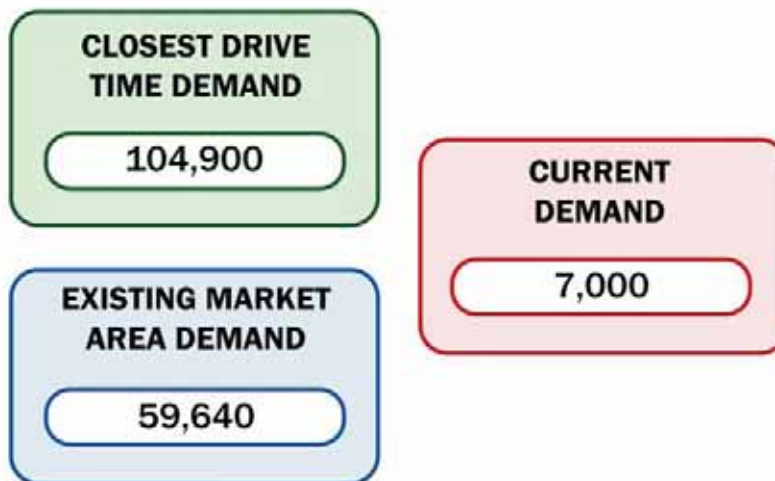 CLOSEST DRIVE
TIME DEMAND
104,900
EXISTING MARKET
AREA DEMAND
59,640
CURRENT
DEMAND
7,000